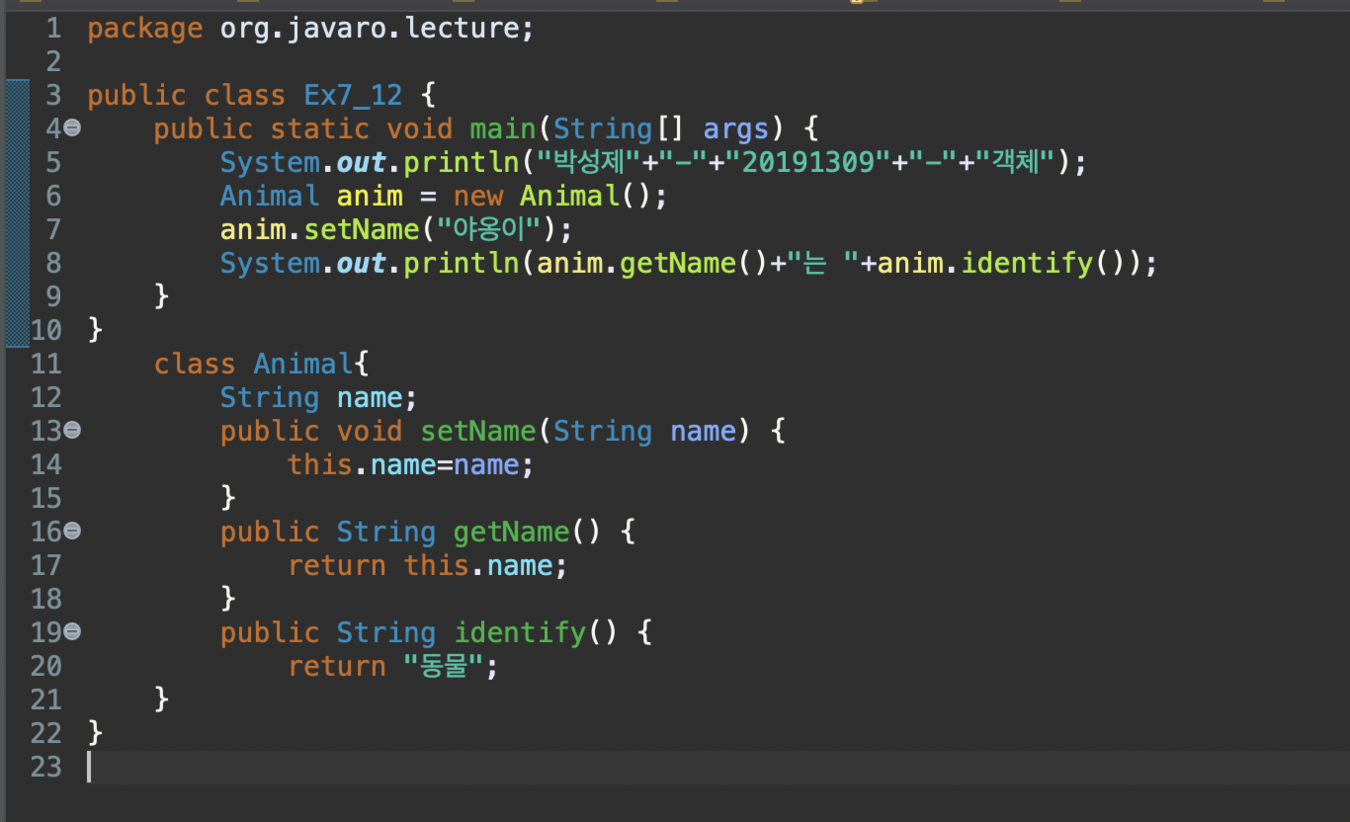 1 package org.javaro.lecture;
2
3 public class Ex7_12 {
4     public static void main(String[] args) {
5         System.out.println("박성제"+"-"+"20191309"+"-"+"객체");
6         Animal anim = new Animal();
7         anim.setName("야옹이");
8         System.out.println(anim.getName()+"는 "+anim.identify());
9     }
10 }
11     class Animal{
12         String name;
13         public void setName(String name) {
14             this.name=name;
15         }
16         public String getName() {
17             return this.name;
18         }
19         public String identify() {
20             return "동물";
21     }
22 }
23